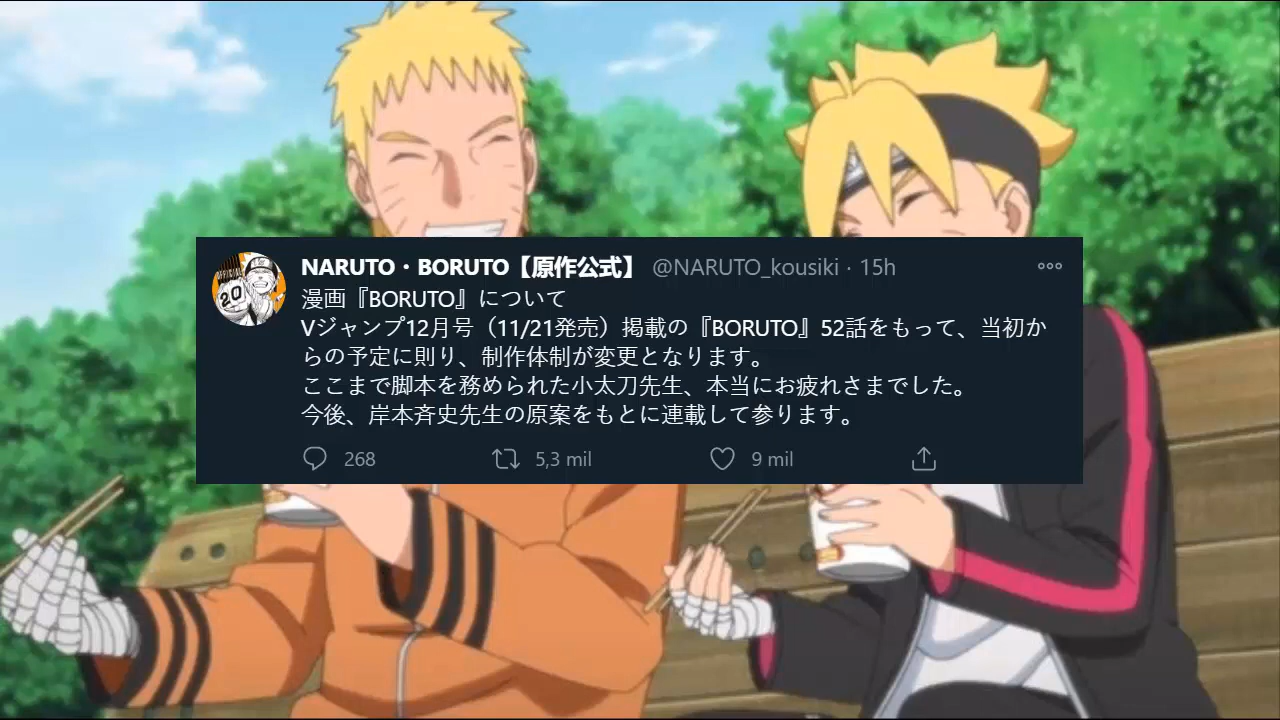 OFFICIAL
20
NARUTO・BORUTO【原作公式】 @NARUTO_kousiki · 15h
漫画『BORUTO』について
Vジャンプ12月号（11/21発売）掲載の『BORUTO』52話をもって、当初か
らの予定に則り、制作体制が変更となります。
ここまで脚本を務められた小太刀先生、本当にお疲れさまでした。
今後、岸本斉史先生の原案をもとに連載して参ります。
268 5,3 mil 9 mil